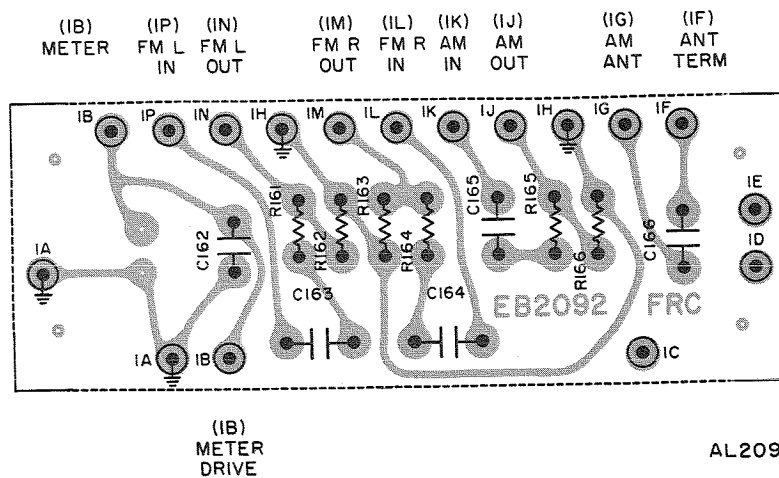 (IB)
METER
(IP)
FM L
IN
(IN)
FM L
OUT
(IM)
FM R
OUT
(IL)
FM R
IN
(IK)
AM
IN
(IJ)
AM
OUT
(IG)
AM
ANT
(IF)
ANT
TERM
IB
IP
IN
IH
IM
IL
IK
IJ
IH
IG
IF
IE
ID
IA
R161
R162
R163
R164
C165
R165
R166
C166
C162
C163
C164
EB2092 FRC
IA
IB
IC
(IB)
METER
DRIVE
AL209